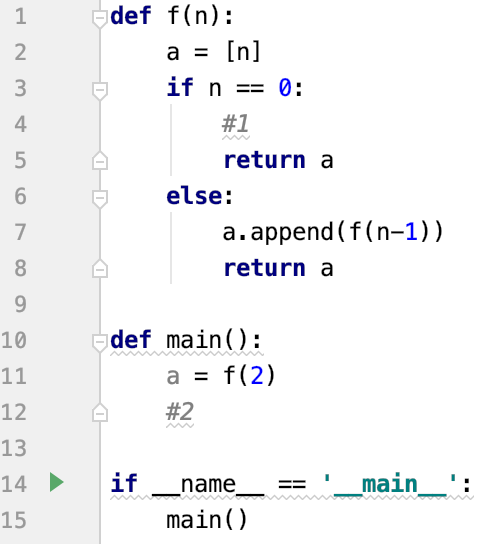 1 def f(n):
2     a = [n]
3     if n == 0:
4         #1
5         return a
6     else:
7         a.append(f(n-1))
8         return a
9
10 def main():
11     a = f(2)
12     #2
13
14 if __name__ == '__main__':
15     main()